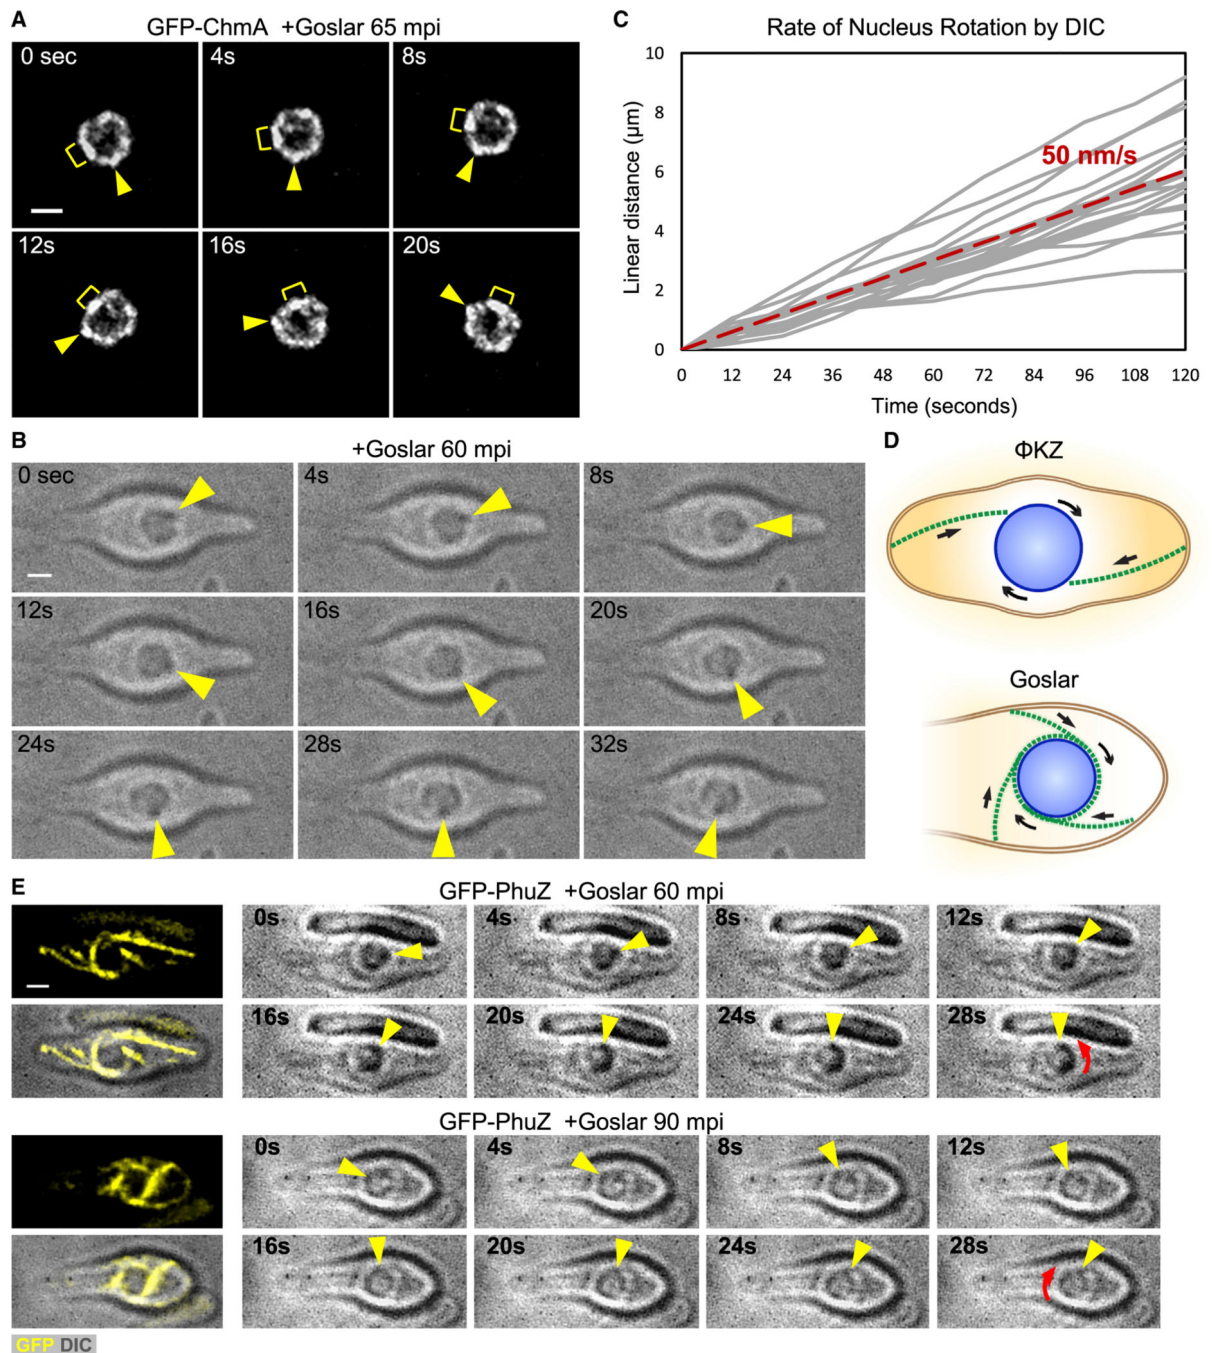 A
GFP-ChmA +Goslar 65 mpi
0 sec
4s
8s
12s
16s
20s
B
+Goslar 60 mpi
0 sec
4s
8s
12s
16s
20s
24s
28s
32s
C
Rate of Nucleus Rotation by DIC
Linear distance (µm)
10
8
6
4
2
0
50 nm/s
0 12 24 36 48 60 72 84 96 108 120
Time (seconds)
D
ΦKZ
Goslar
E
GFP-PhuZ +Goslar 60 mpi
0s
4s
8s
12s
16s
20s
24s
28s
GFP-PhuZ +Goslar 90 mpi
0s
4s
8s
12s
16s
20s
24s
28s
GFP DIC